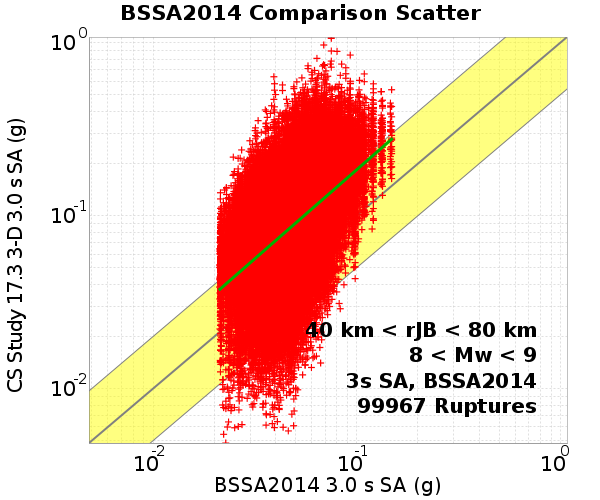 BSSA2014 Comparison Scatter
10^0
10^-1
10^-2
CS Study 17.3 3-D 3.0 s SA (g)
40 km < rJB < 80 km
8 < Mw < 9
3s SA, BSSA2014
99967 Ruptures
10^-2 10^-1 10^0
BSSA2014 3.0 s SA (g)